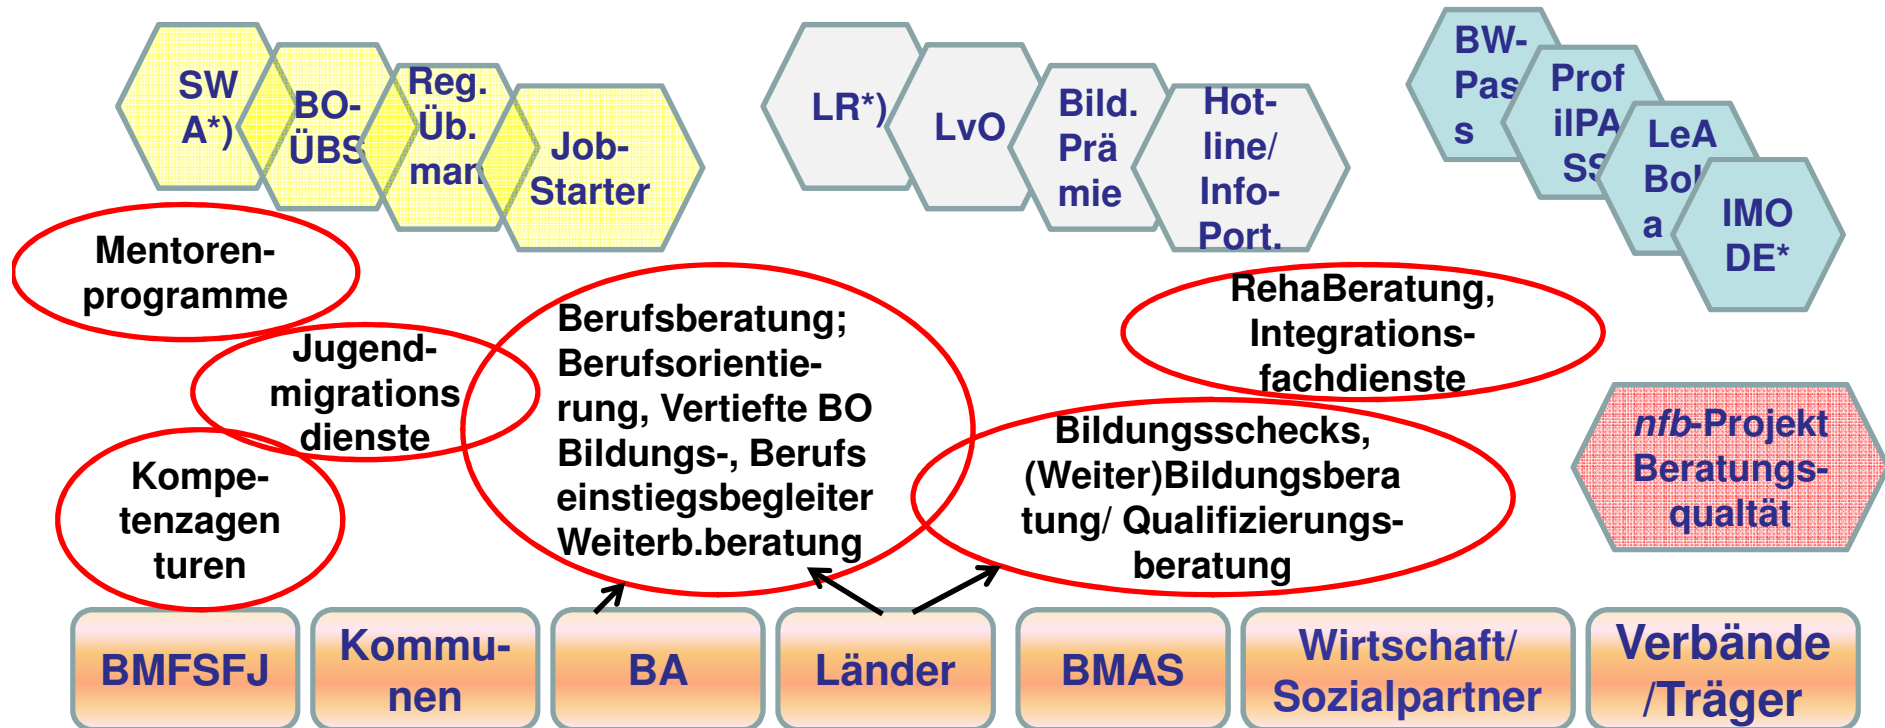 SW
A*)
BO-
ÜBS
Reg.
Üb.
man
Job-
Starter
LR*)
LvO
Bild.
Prä
mie
Hot-
line/
Info-
Port.
BW-
Pas
s
Prof
ilPA
SS
LeA
Bol
a
IMO
DE*
Mentoren-
programme
Jugend-
migrations
dienste
Kompe-
tenzagen
turen
Berufsberatung;
Berufsorientie-
rung, Vertiefte BO
Bildungs-, Berufs
einstiegsbegleiter
Weiterb.beratung
RehaBeratung,
Integrations-
fachdienste
Bildungsschecks,
(Weiter)Bildungsbera
tung/ Qualifizierungs-
beratung
nfb-Projekt
Beratungs-
qualtät
BMFSFJ
Kommu-
nen
BA
Länder
BMAS
Wirtschaft/
Sozialpartner
Verbände
/Träger